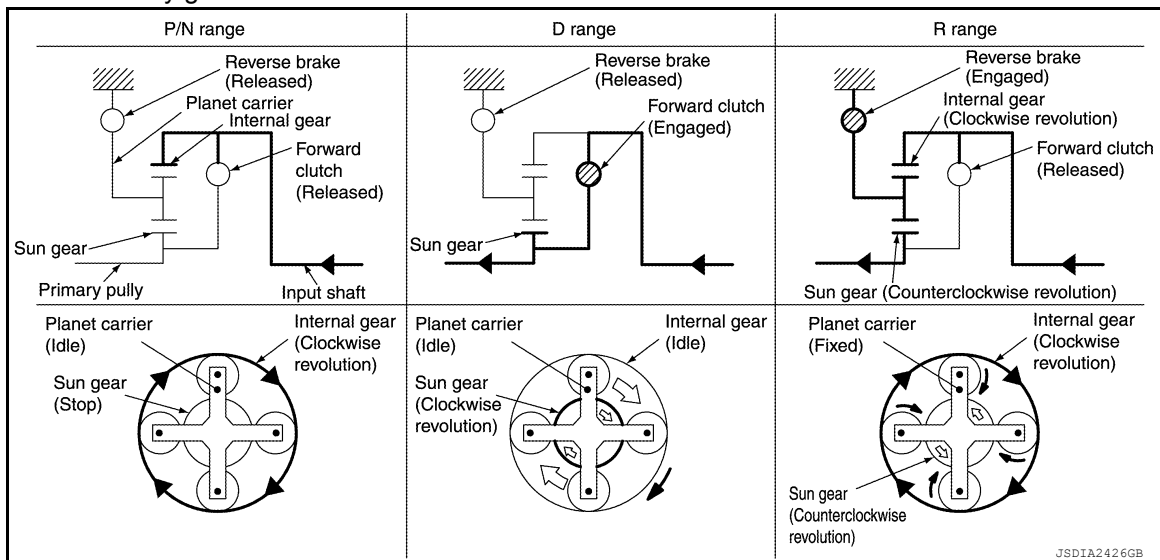 P/N range
D range
R range
Reverse brake
(Released)
Planet carrier
Internal gear
Forward
clutch
(Released)
Sun gear
Primary pully
Input shaft
Reverse brake
(Released)
Forward clutch
(Engaged)
Sun gear
Reverse brake
(Engaged)
Internal gear
(Clockwise revolution)
Forward clutch
(Released)
Sun gear (Counterclockwise revolution)
Planet carrier
(Idle)
Internal gear
(Clockwise
revolution)
Sun gear
(Stop)
Planet carrier
(Idle)
Internal gear
(Idle)
Sun gear
(Clockwise
revolution)
Planet carrier
(Fixed)
Internal gear
(Clockwise
revolution)
Sun gear
(Counterclockwise
revolution)
JSDIA2426GB